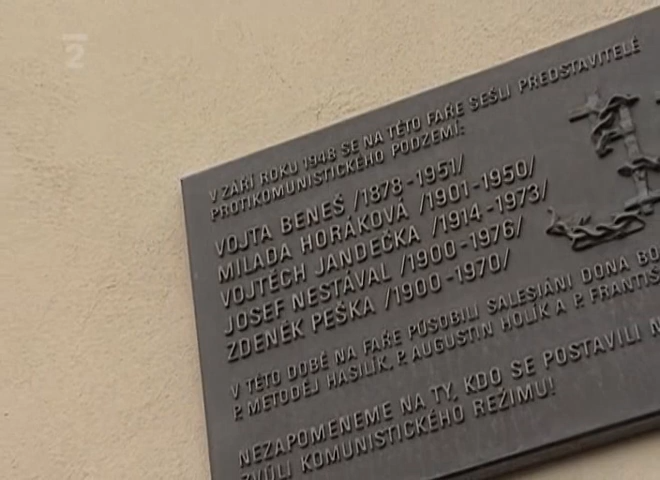 2
V ZÁŘÍ ROKU 1948 SE NA TÉTO FAŘE SEŠLI PŘEDSTAVITELÉ
PROTIKOMUNISTICKÉHO PODZEMÍ:
VOJTA BENEŠ /1878-1951/
MILADA HORÁKOVÁ /1901-1950/
VOJTĚCH JANDEČKA /1914-1973/
JOSEF NESTÁVAL /1900-1976/
ZDENĚK PEŠKA /1900-1970/
V TÉTO DOBĚ NA FAŘE PŮSOBILI SALESIÁNI DONA BO
P. METODĚJ HASILÍK, P. AUGUSTIN HOLÍK A P. FRANTIŠ
NEZAPOMENEME NA TY, KDO SE POSTAVILI
ZVŮLI KOMUNISTICKÉHO REŽIMU!